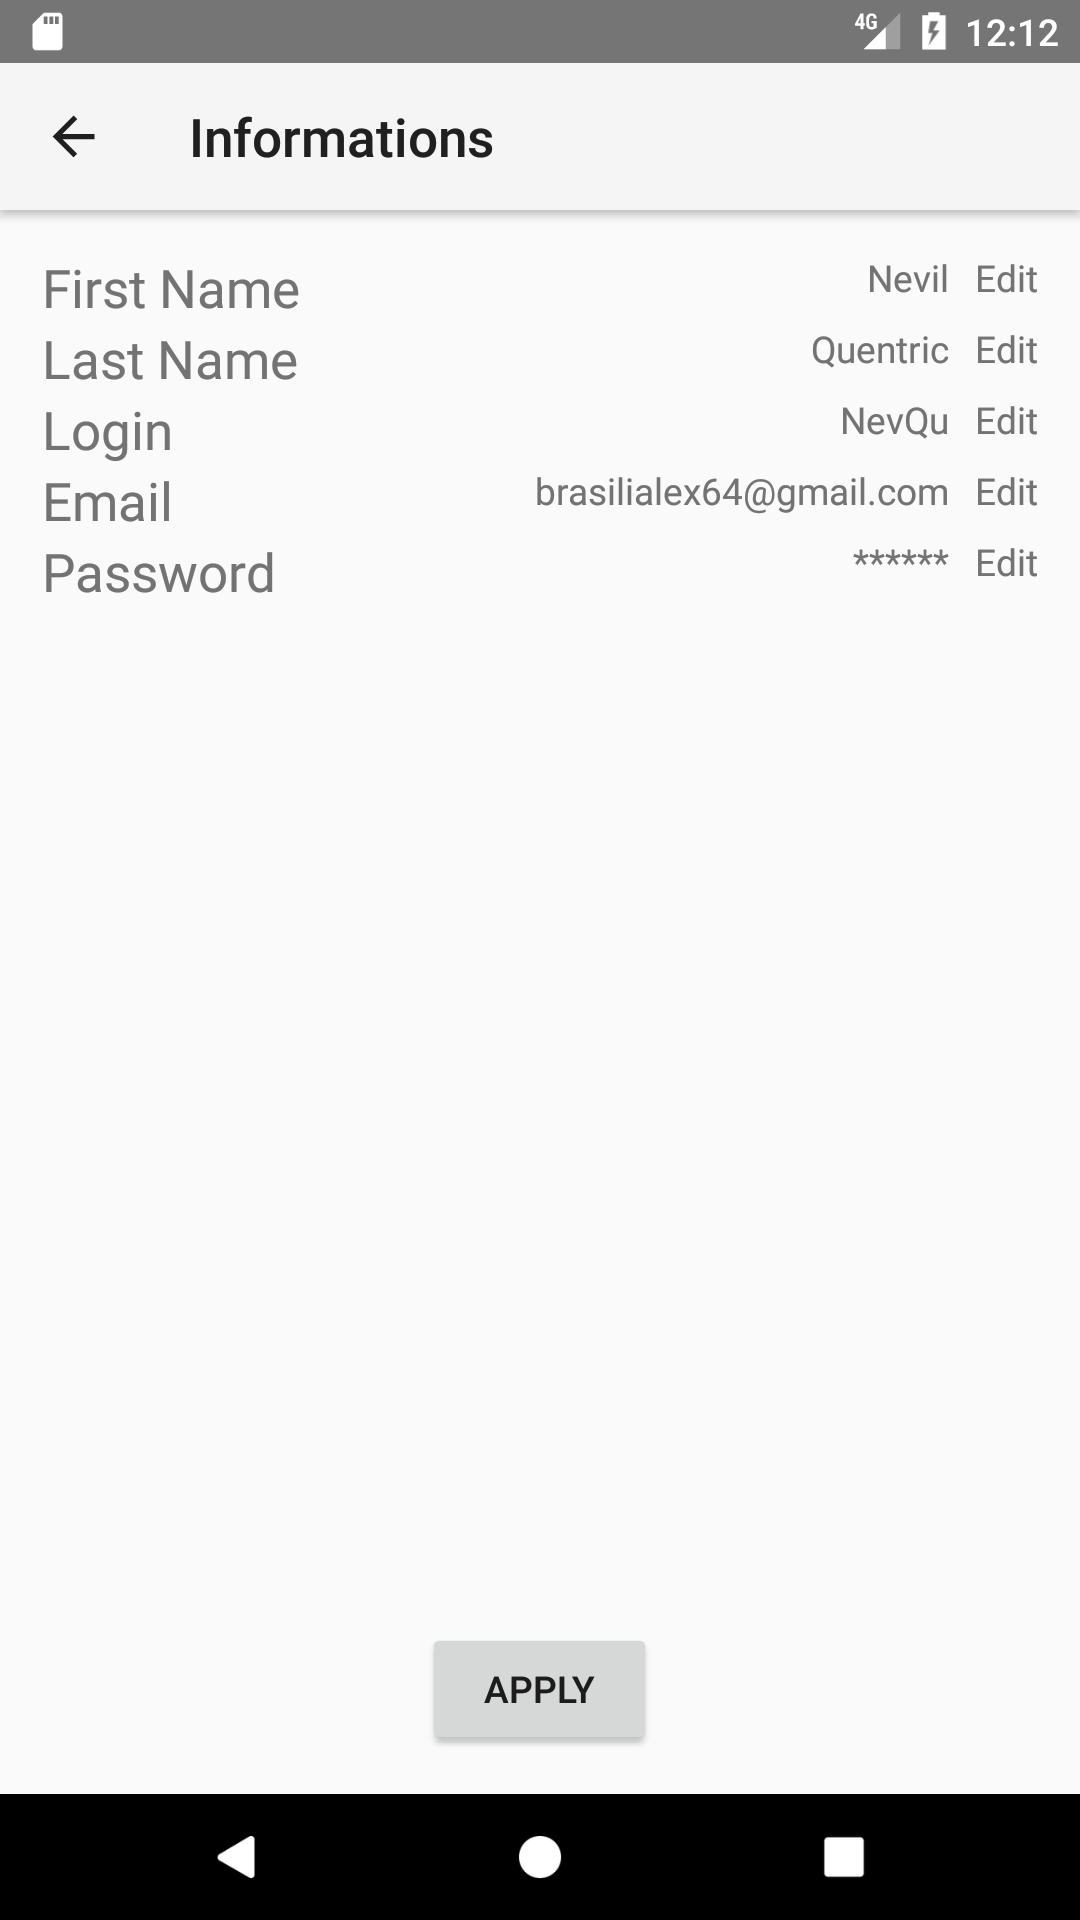 4G 12:12
Informations
First Name Nevil Edit
Last Name Quentric Edit
Login NevQu Edit
Email brasilialex64@gmail.com Edit
Password ****** Edit
APPLY